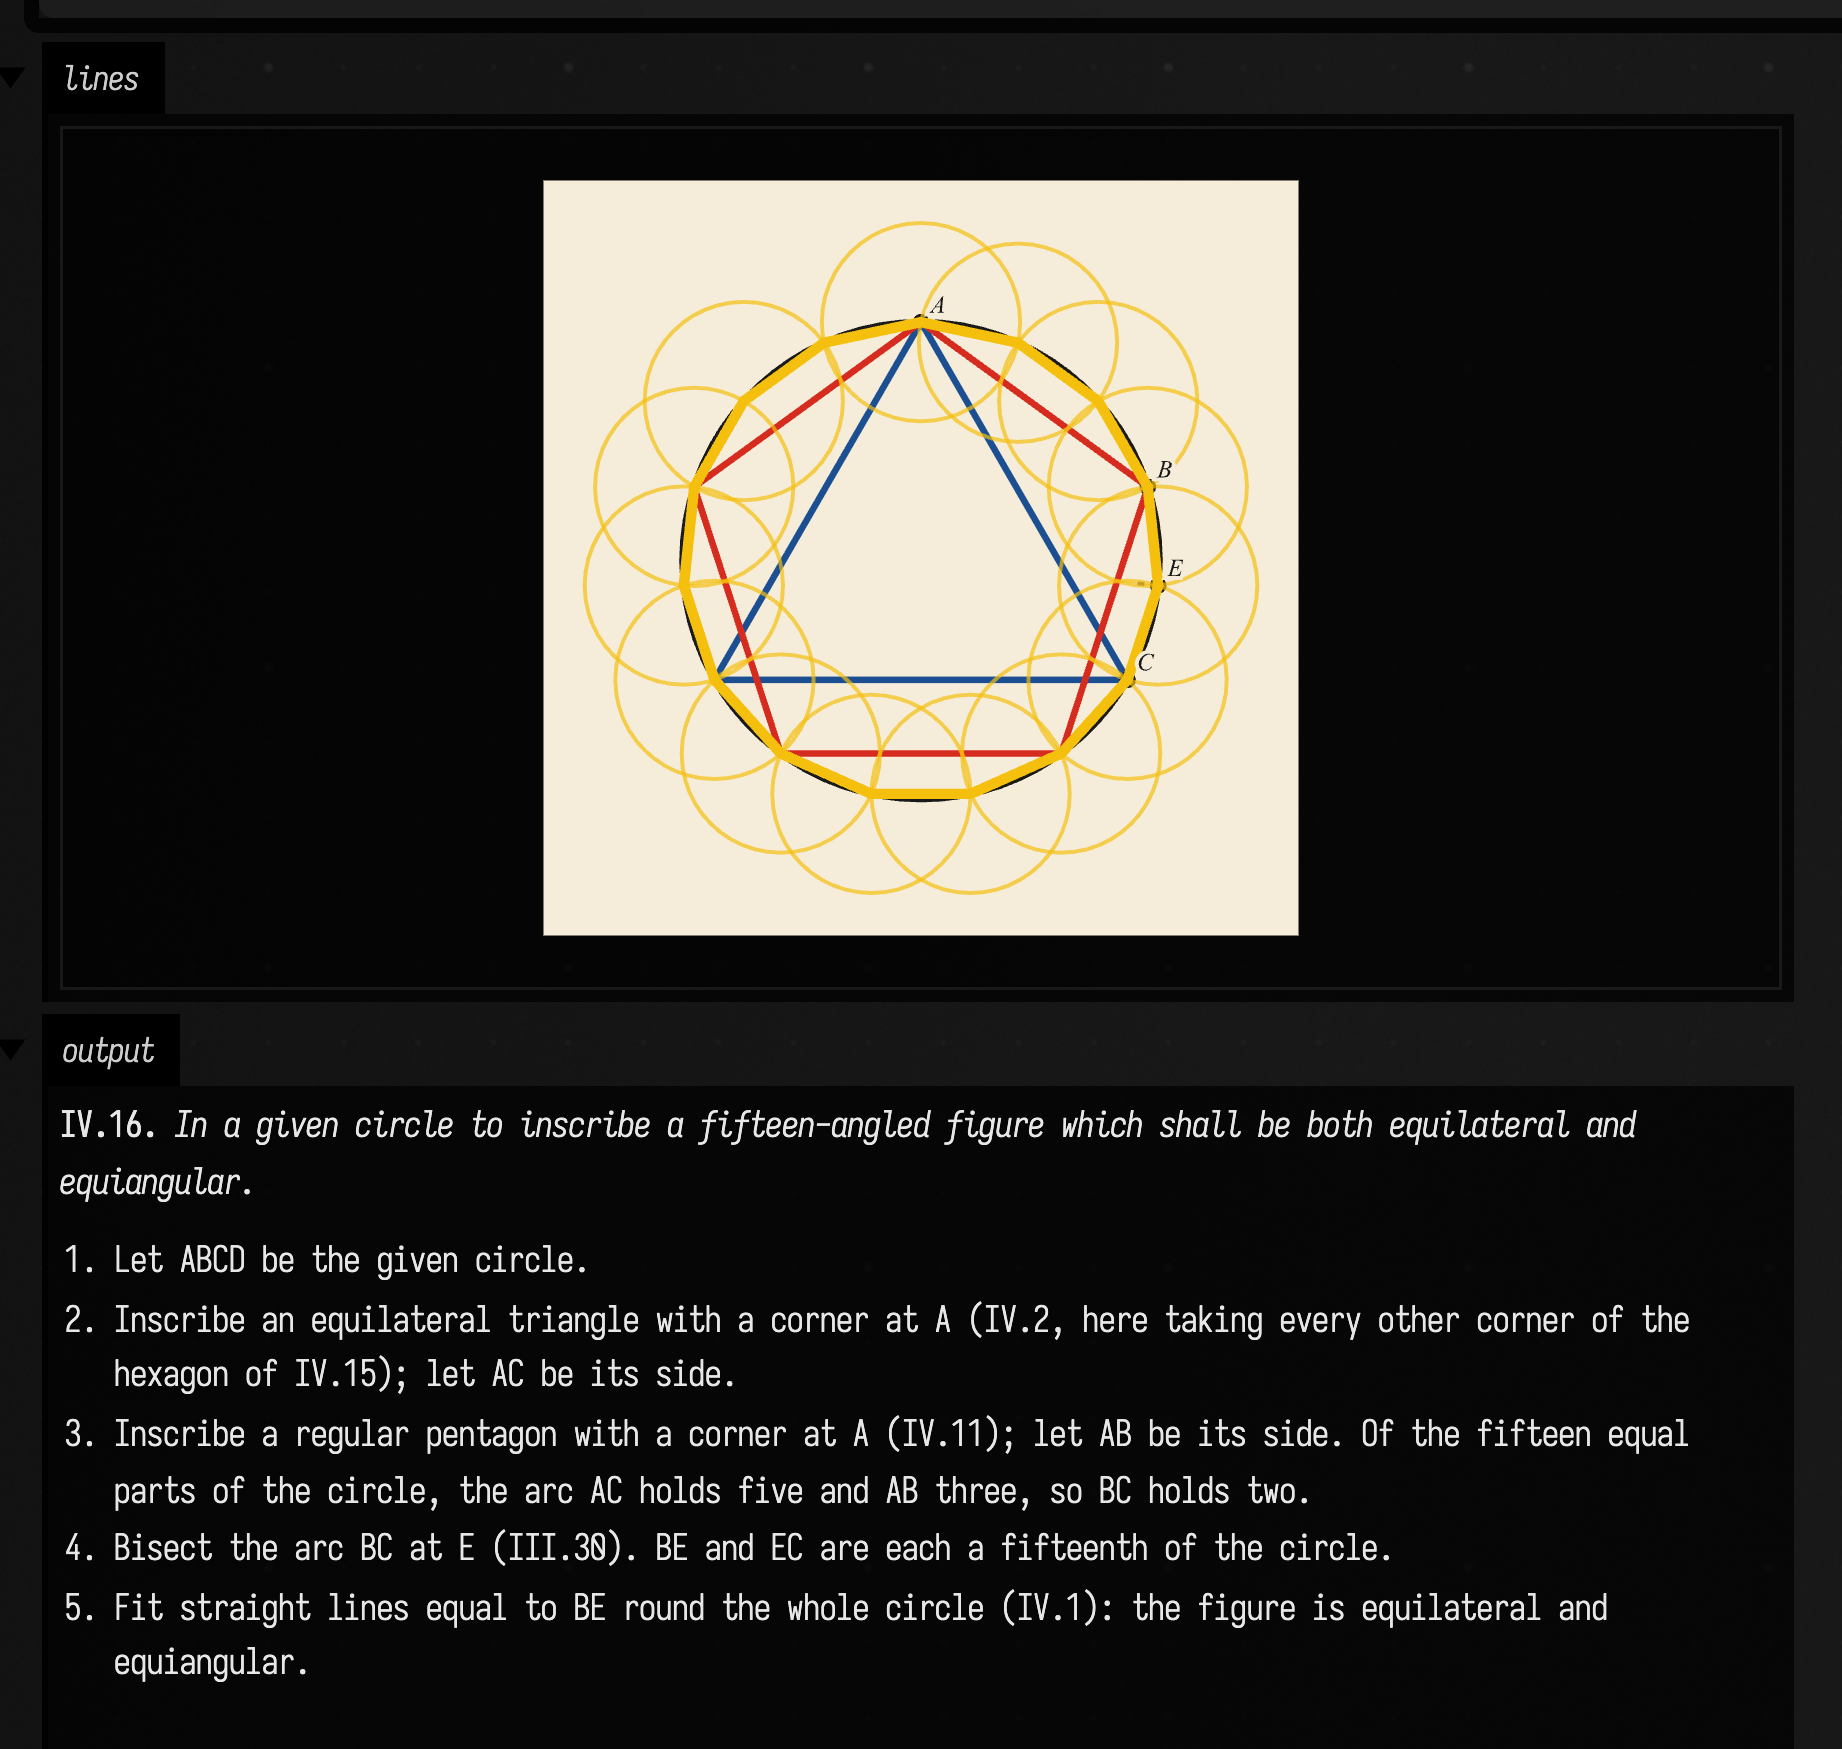 lines
A
B
E
C
output
IV.16. In a given circle to inscribe a fifteen-angled figure which shall be both equilateral and
equiangular.
1. Let ABCD be the given circle.
2. Inscribe an equilateral triangle with a corner at A (IV.2, here taking every other corner of the
hexagon of IV.15); let AC be its side.
3. Inscribe a regular pentagon with a corner at A (IV.11); let AB be its side. Of the fifteen equal
parts of the circle, the arc AC holds five and AB three, so BC holds two.
4. Bisect the arc BC at E (III.30). BE and EC are each a fifteenth of the circle.
5. Fit straight lines equal to BE round the whole circle (IV.1): the figure is equilateral and
equiangular.